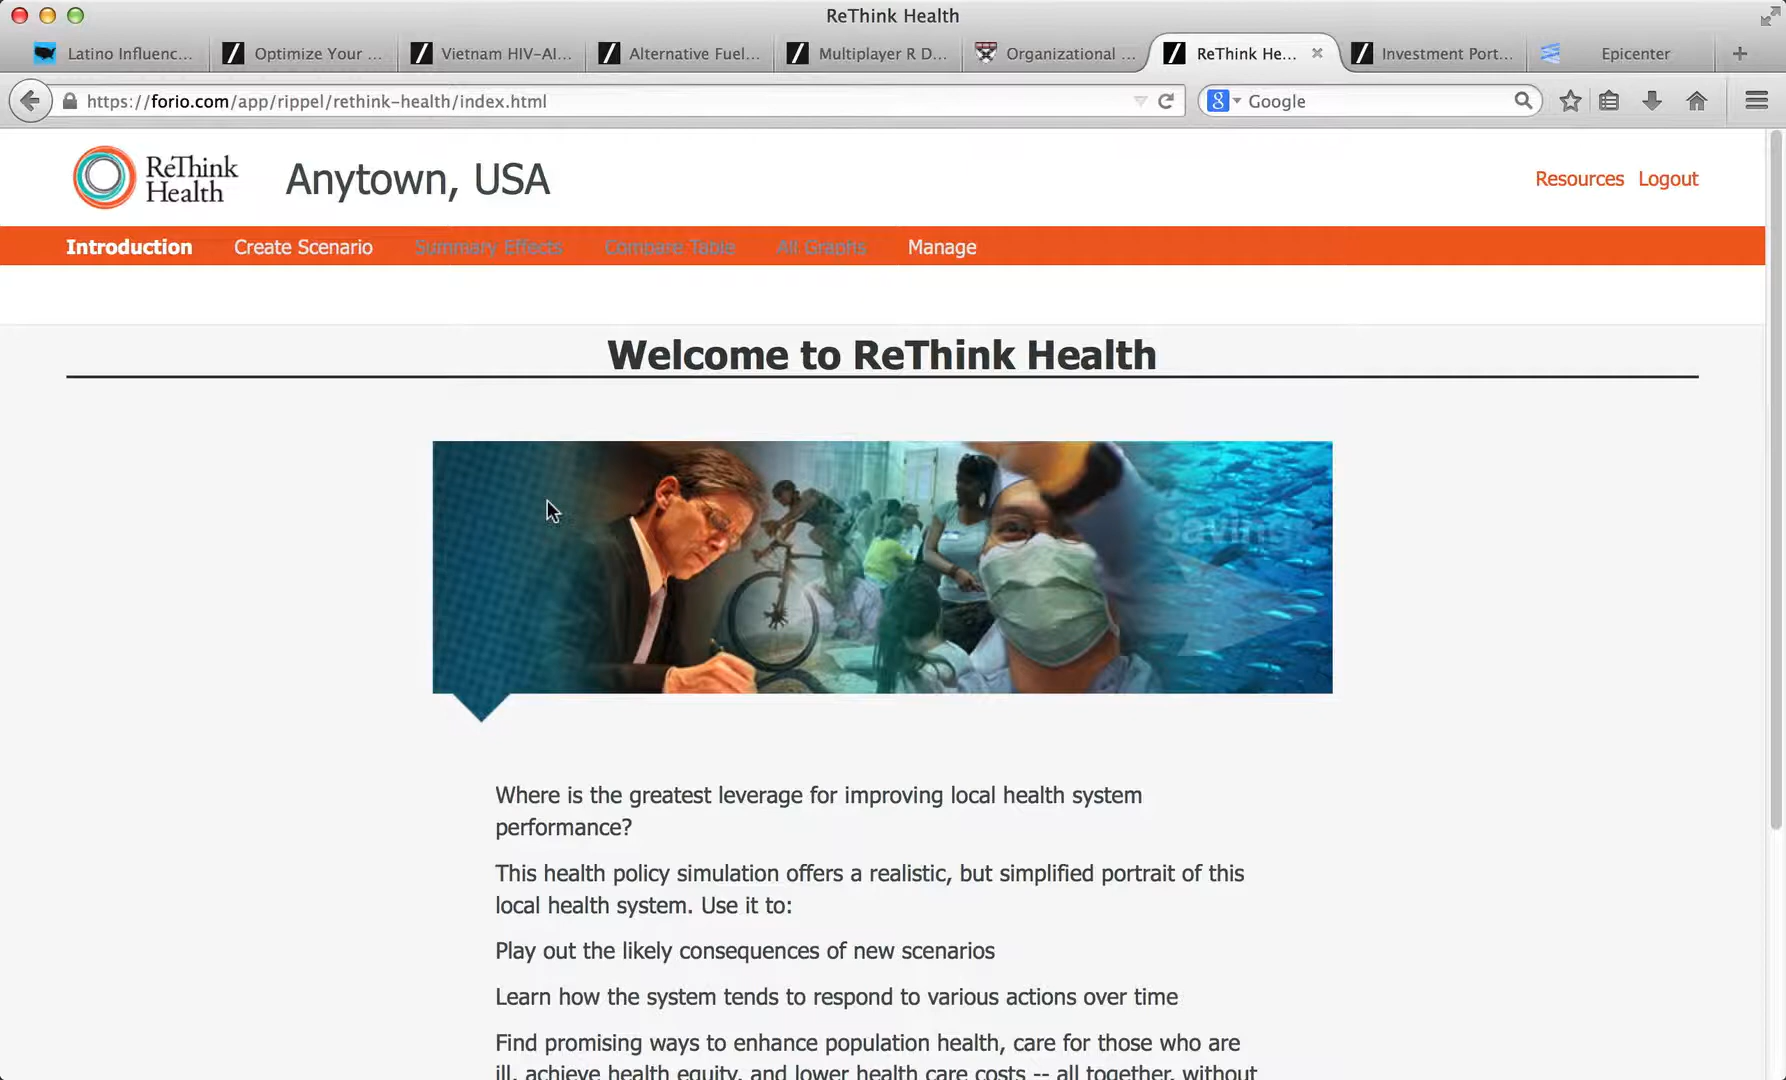 ReThink Health
Latino Influenc...
Optimize Your ...
Vietnam HIV-AI...
Alternative Fuel...
Multiplayer R D...
Organizational ...
ReThink He...
Investment Port...
Epicenter
https://forio.com/app/rippel/rethink-health/index.html
Google
ReThink
Health
Anytown, USA
Resources Logout
Introduction Create Scenario Summary Effects Compare Table All Graphs Manage
Welcome to ReThink Health
Savings
Where is the greatest leverage for improving local health system
performance?
This health policy simulation offers a realistic, but simplified portrait of this
local health system. Use it to:
Play out the likely consequences of new scenarios
Learn how the system tends to respond to various actions over time
Find promising ways to enhance population health, care for those who are
ill, achieve health equity, and lower health care costs -- all together, without